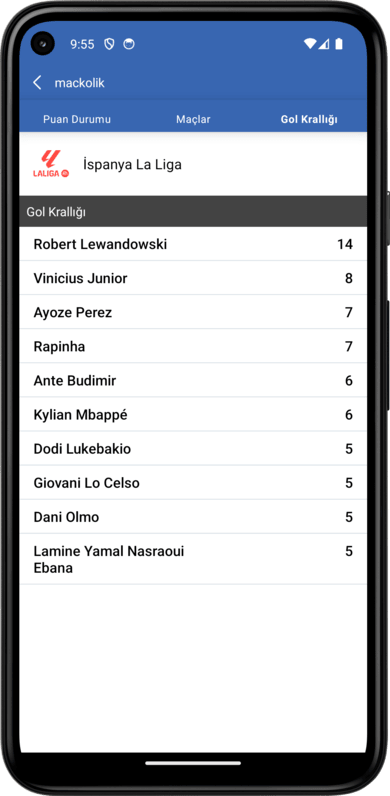 9:55
mackolik
Puan Durumu Maçlar Gol Krallığı
LALIGA
İspanya La Liga
Gol Krallığı
Robert Lewandowski 14
Vinicius Junior 8
Ayoze Perez 7
Rapinha 7
Ante Budimir 6
Kylian Mbappé 6
Dodi Lukebakio 5
Giovani Lo Celso 5
Dani Olmo 5
Lamine Yamal Nasraoui 5
Ebana